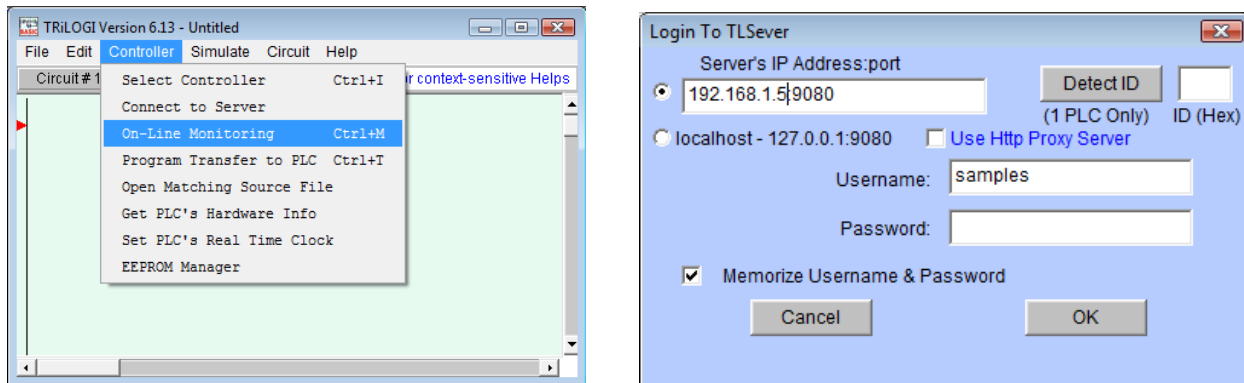 TRiLOGI Version 6.13 - Untitled
File Edit Controller Simulate Circuit Help
Circuit # 1
context-sensitive Helps
Select Controller Ctrl+I
Connect to Server
On-Line Monitoring Ctrl+M
Program Transfer to PLC Ctrl+T
Open Matching Source File
Get PLC's Hardware Info
Set PLC's Real Time Clock
EEPROM Manager
Login To TLSever
Server's IP Address:port
192.168.1.5:9080
Detect ID
(1 PLC Only) ID (Hex)
localhost - 127.0.0.1:9080 Use Http Proxy Server
Username: samples
Password:
Memorize Username & Password
Cancel OK